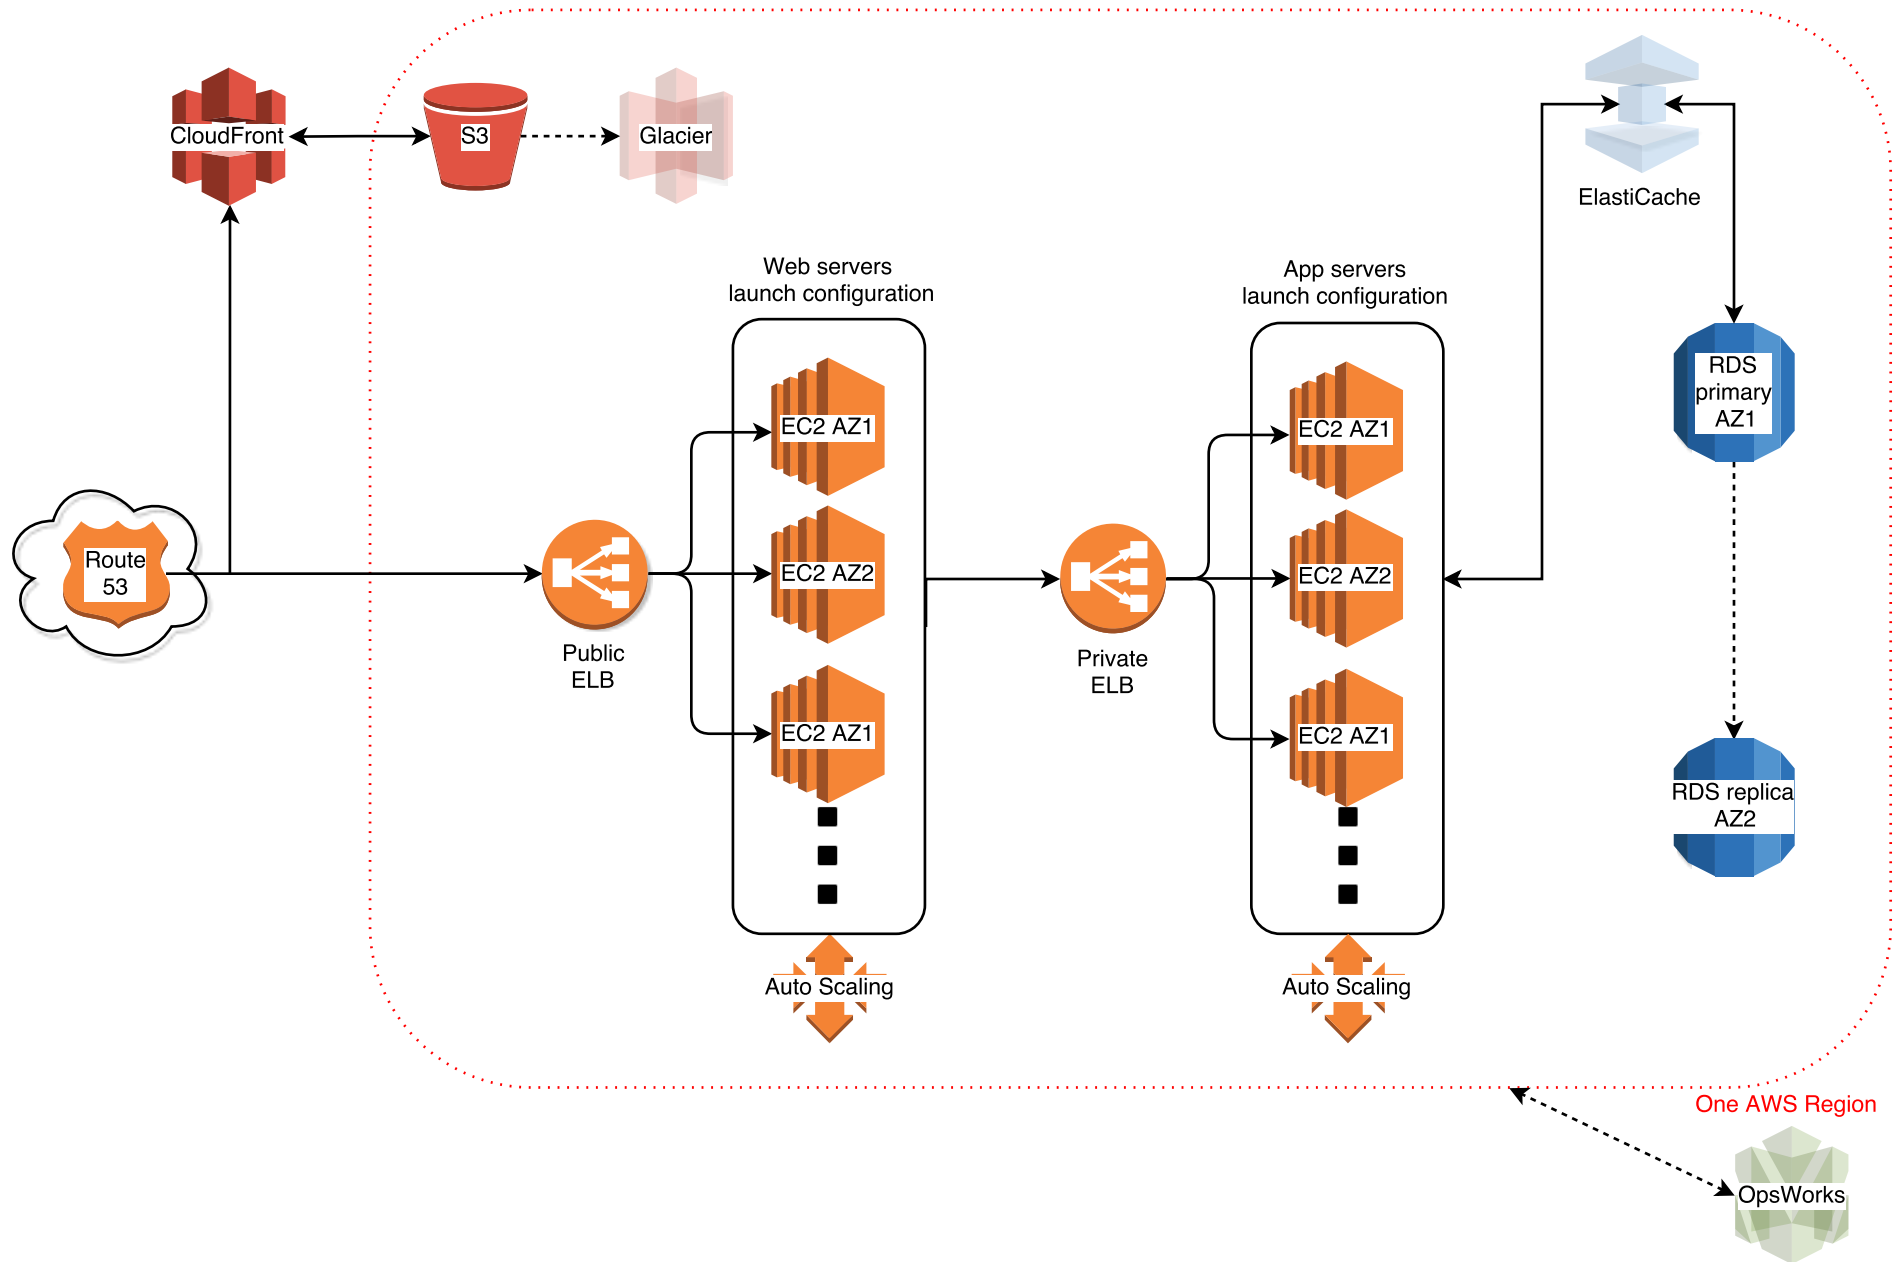 CloudFront
S3
Glacier
ElastiCache
Web servers
launch configuration
App servers
launch configuration
RDS
primary
AZ1
EC2 AZ1
EC2 AZ1
Route
53
EC2 AZ2
EC2 AZ2
Public
ELB
Private
ELB
EC2 AZ1
EC2 AZ1
RDS replica
AZ2
Auto Scaling
Auto Scaling
One AWS Region
OpsWorks